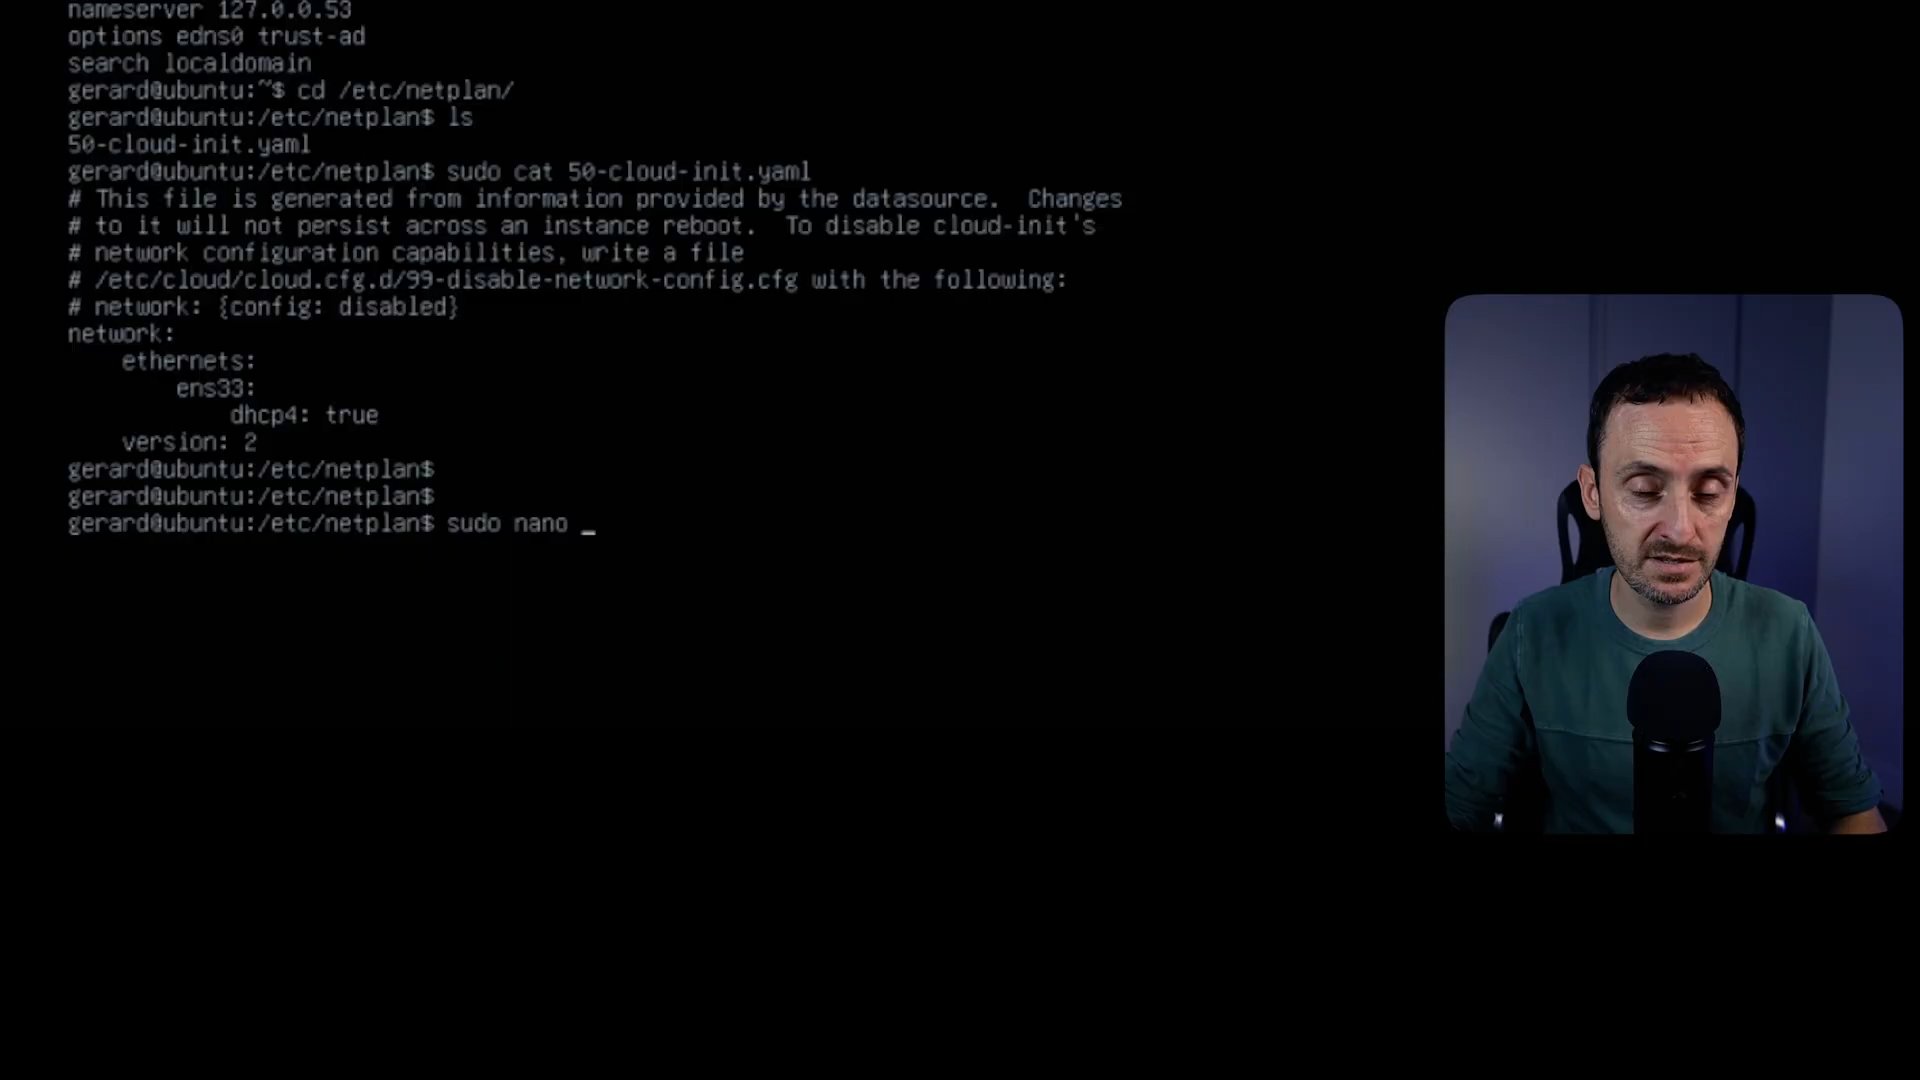 nameserver 127.0.0.53
options edns0 trust-ad
search localdomain
gerard@ubuntu:~$ cd /etc/netplan/
gerard@ubuntu:/etc/netplan$ ls
50-cloud-init.yaml
gerard@ubuntu:/etc/netplan$ sudo cat 50-cloud-init.yaml
# This file is generated from information provided by the datasource.  Changes
# to it will not persist across an instance reboot.  To disable cloud-init's
# network configuration capabilities, write a file
# /etc/cloud/cloud.cfg.d/99-disable-network-config.cfg with the following:
# network: {config: disabled}
network:
    ethernets:
        ens33:
            dhcp4: true
    version: 2
gerard@ubuntu:/etc/netplan$
gerard@ubuntu:/etc/netplan$
gerard@ubuntu:/etc/netplan$ sudo nano _